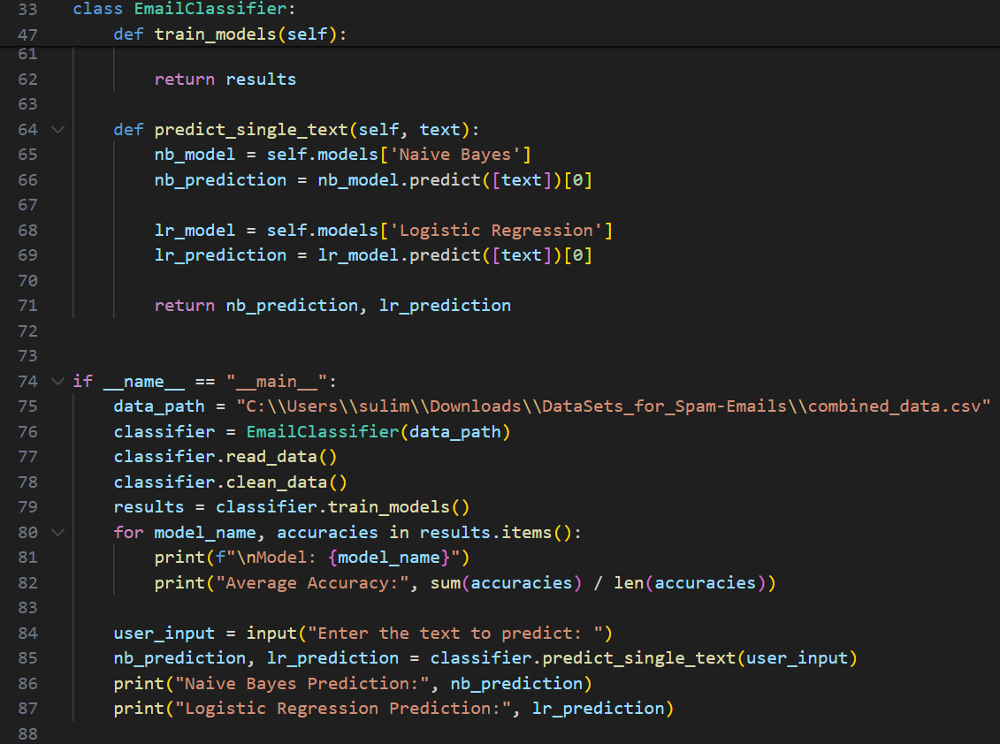 33 class EmailClassifier:
47     def train_models(self):
61
62         return results
63
64     def predict_single_text(self, text):
65         nb_model = self.models['Naive Bayes']
66         nb_prediction = nb_model.predict([text])[0]
67
68         lr_model = self.models['Logistic Regression']
69         lr_prediction = lr_model.predict([text])[0]
70
71         return nb_prediction, lr_prediction
72
73
74 if __name__ == "__main__":
75     data_path = "C:\\Users\\sulim\\Downloads\\DataSets_for_Spam-Emails\\combined_data.csv"
76     classifier = EmailClassifier(data_path)
77     classifier.read_data()
78     classifier.clean_data()
79     results = classifier.train_models()
80     for model_name, accuracies in results.items():
81         print(f"\nModel: {model_name}")
82         print("Average Accuracy:", sum(accuracies) / len(accuracies))
83
84     user_input = input("Enter the text to predict: ")
85     nb_prediction, lr_prediction = classifier.predict_single_text(user_input)
86     print("Naive Bayes Prediction:", nb_prediction)
87     print("Logistic Regression Prediction:", lr_prediction)
88